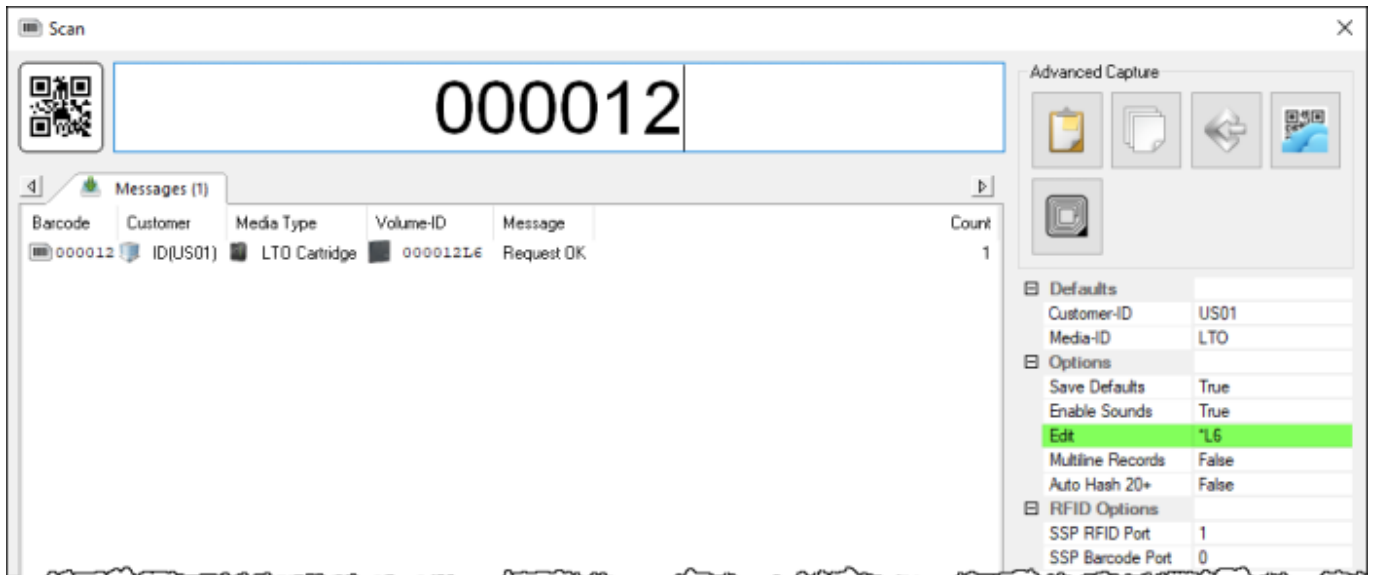 Scan
000012
Advanced Capture
Messages (1)
Barcode Customer Media Type Volume-ID Message Count
000012 ID(US01) LTO Cartridge 000012L6 Request OK 1
Defaults
Customer-ID US01
Media-ID LTO
Options
Save Defaults True
Enable Sounds True
Edit *L6
Multiline Records False
Auto Hash 20+ False
RFID Options
SSP RFID Port 1
SSP Barcode Port 0